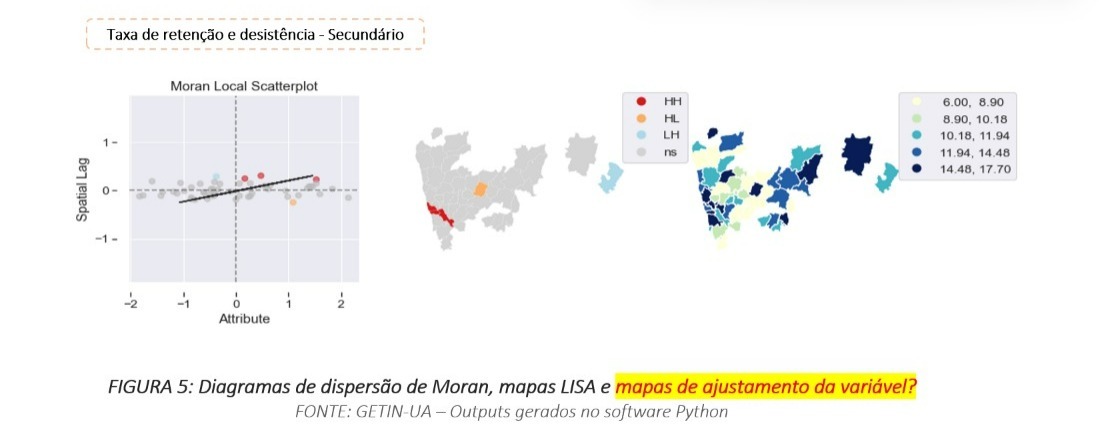 Taxa de retenção e desistência - Secundário
Moran Local Scatterplot
Spatial Lag
1
0
−1
−2 −1 0 1 2
Attribute
HH
HL
LH
ns
6.00, 8.90
8.90, 10.18
10.18, 11.94
11.94, 14.48
14.48, 17.70
FIGURA 5: Diagramas de dispersão de Moran, mapas LISA e mapas de ajustamento da variável?
FONTE: GETIN-UA – Outputs gerados no software Python